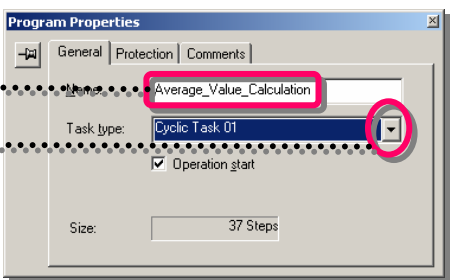 Program Properties
General Protection Comments
Name: Average_Value_Calculation
Task type: Cyclic Task 01
Operation start
Size: 37 Steps